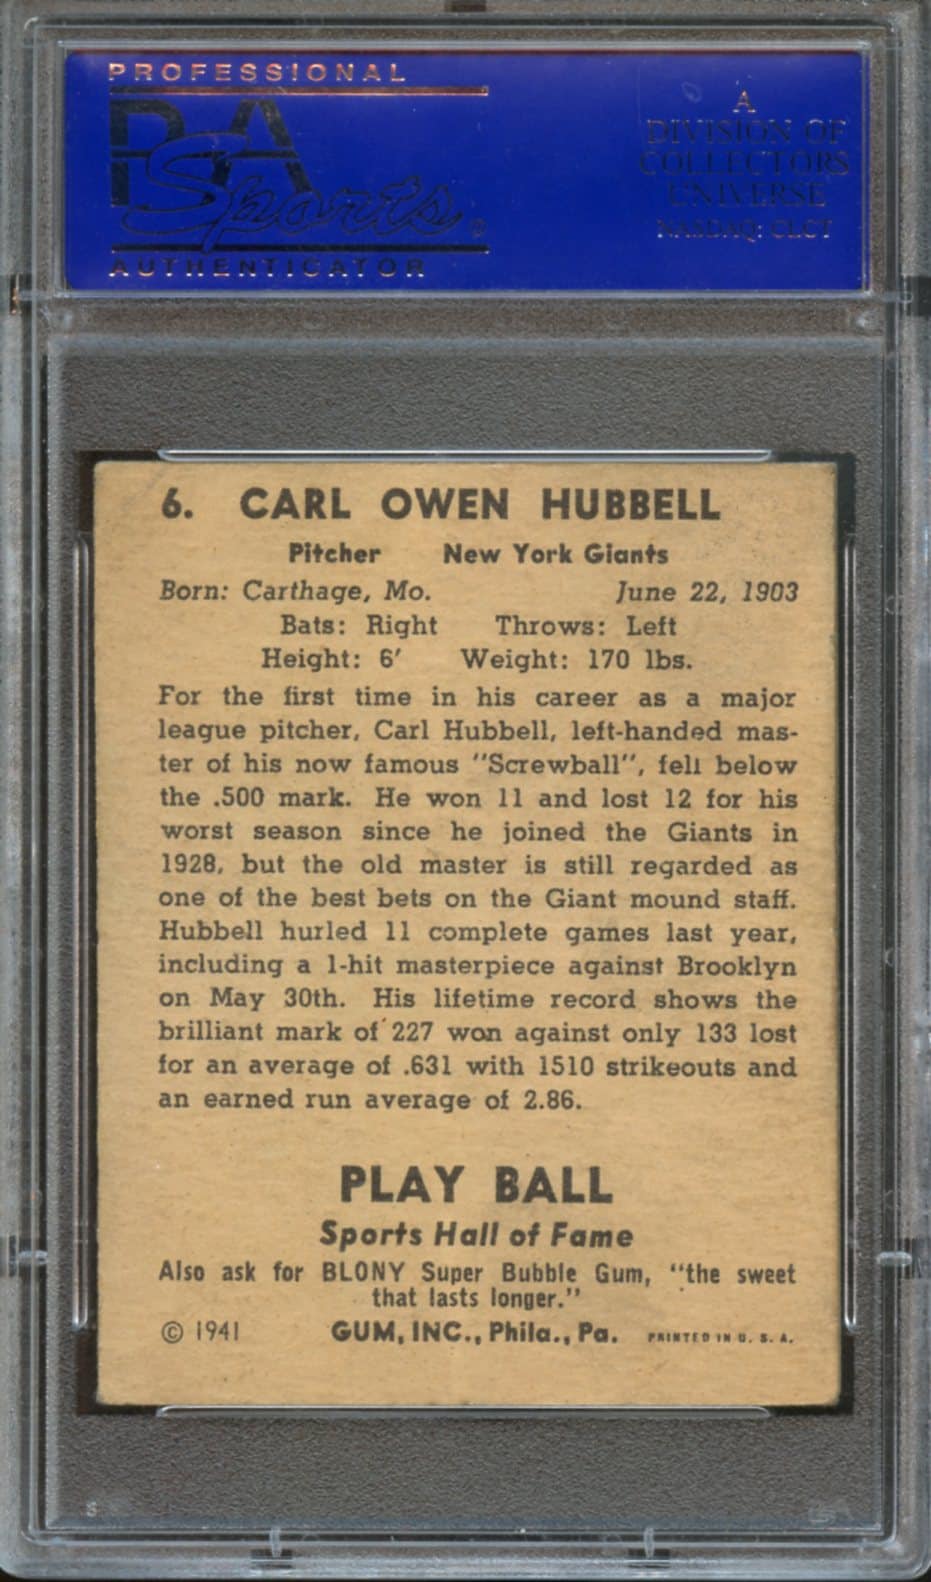 PROFESSIONAL
PSA
Sports®
AUTHENTICATOR
A
DIVISION OF
COLLECTORS
UNIVERSE
NASDAQ: CLCT
6. CARL OWEN HUBBELL
Pitcher New York Giants
Born: Carthage, Mo. June 22, 1903
Bats: Right Throws: Left
Height: 6′ Weight: 170 lbs.
For the first time in his career as a major
league pitcher, Carl Hubbell, left-handed mas-
ter of his now famous "Screwball", fell below
the .500 mark. He won 11 and lost 12 for his
worst season since he joined the Giants in
1928, but the old master is still regarded as
one of the best bets on the Giant mound staff.
Hubbell hurled 11 complete games last year,
including a 1-hit masterpiece against Brooklyn
on May 30th. His lifetime record shows the
brilliant mark of 227 won against only 133 lost
for an average of .631 with 1510 strikeouts and
an earned run average of 2.86.
PLAY BALL
Sports Hall of Fame
Also ask for BLONY Super Bubble Gum, "the sweet
that lasts longer."
© 1941 GUM, INC., Phila., Pa. PRINTED IN U. S. A.